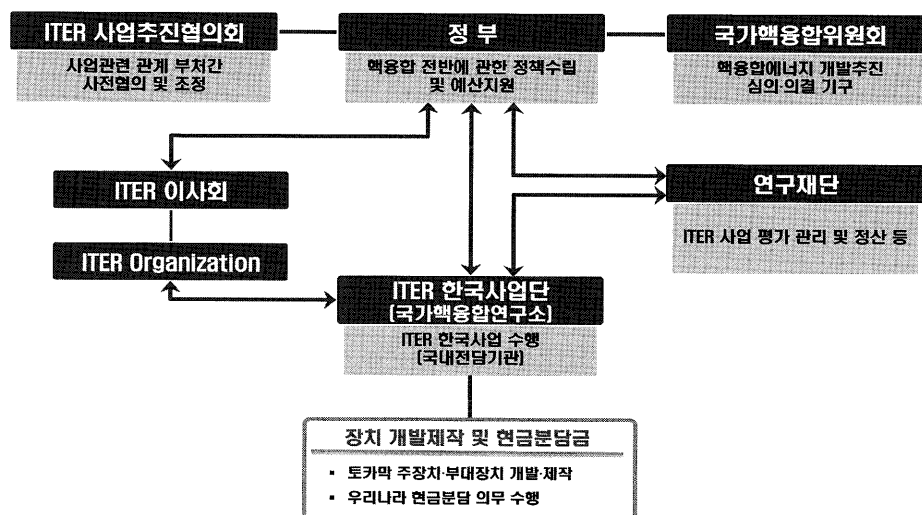 ITER 사업추진협의회
사업관련 관계 부처간
사전협의 및 조정
정 부
핵융합 전반에 관한 정책수립
및 예산지원
국가핵융합위원회
핵융합에너지 개발추진
심의·의결 기구
ITER 이사회
연구재단
ITER 사업 평가 관리 및 정산 등
ITER Organization
ITER 한국사업단
(국가핵융합연구소)
ITER 한국사업 수행
(국내전담기관)
장치 개발제작 및 현금분담금
▪ 토카막 주장치·부대장치 개발·제작
▪ 우리나라 현금분담 의무 수행